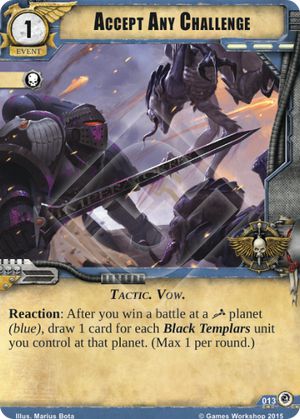 Accept Any Challenge
1
EVENT
Tactic. Vow.
Reaction: After you win a battle at a planet
(blue), draw 1 card for each Black Templars unit
you control at that planet. (Max 1 per round.)
013
Illus. Marius Bota
© Games Workshop 2015